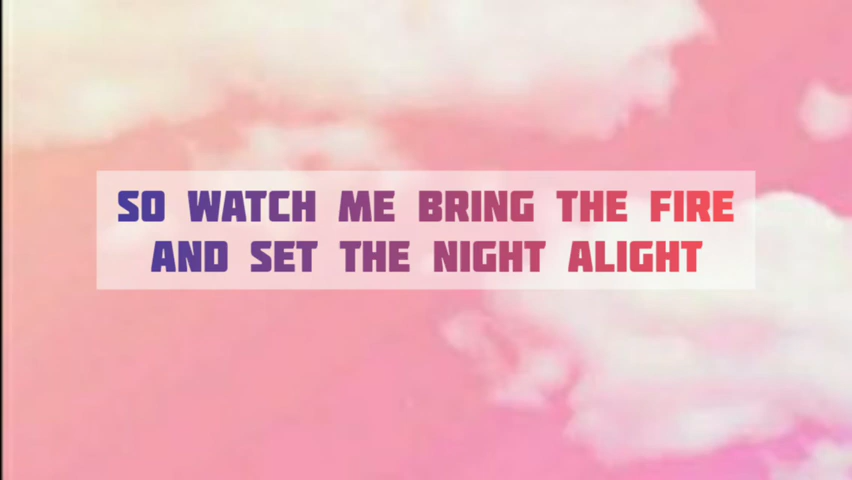 SO WATCH ME BRING THE FIRE
AND SET THE NIGHT ALIGHT